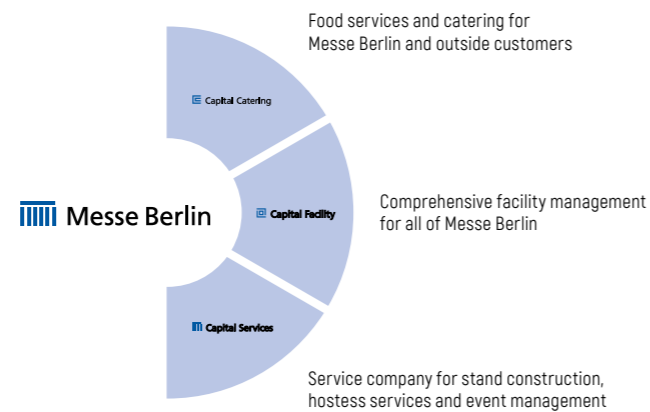 Food services and catering for
Messe Berlin and outside customers
Capital Catering
Messe Berlin
Capital Facility
Comprehensive facility management
for all of Messe Berlin
Capital Services
Service company for stand construction,
hostess services and event management